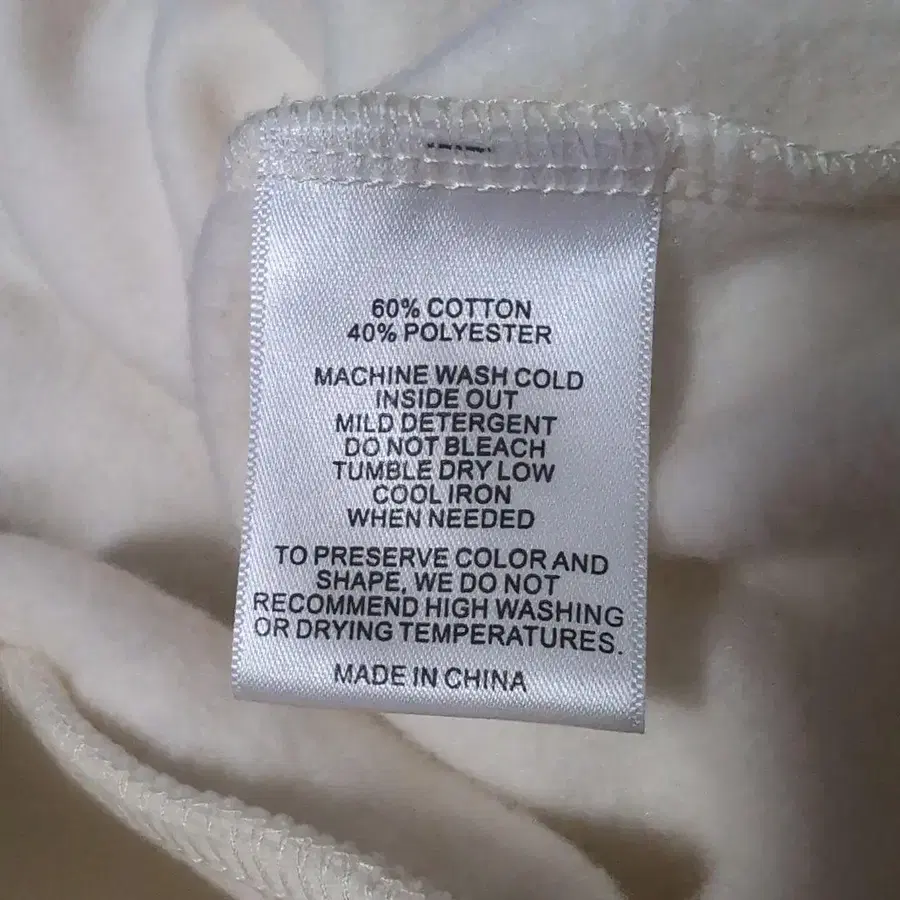 60% COTTON
40% POLYESTER
MACHINE WASH COLD
INSIDE OUT
MILD DETERGENT
DO NOT BLEACH
TUMBLE DRY LOW
COOL IRON
WHEN NEEDED
TO PRESERVE COLOR AND
SHAPE, WE DO NOT
RECOMMEND HIGH WASHING
OR DRYING TEMPERATURES.
MADE IN CHINA